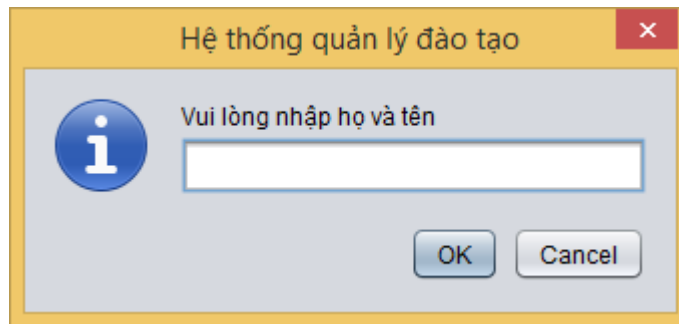 Hệ thống quản lý đào tạo
Vui lòng nhập họ và tên
OK Cancel